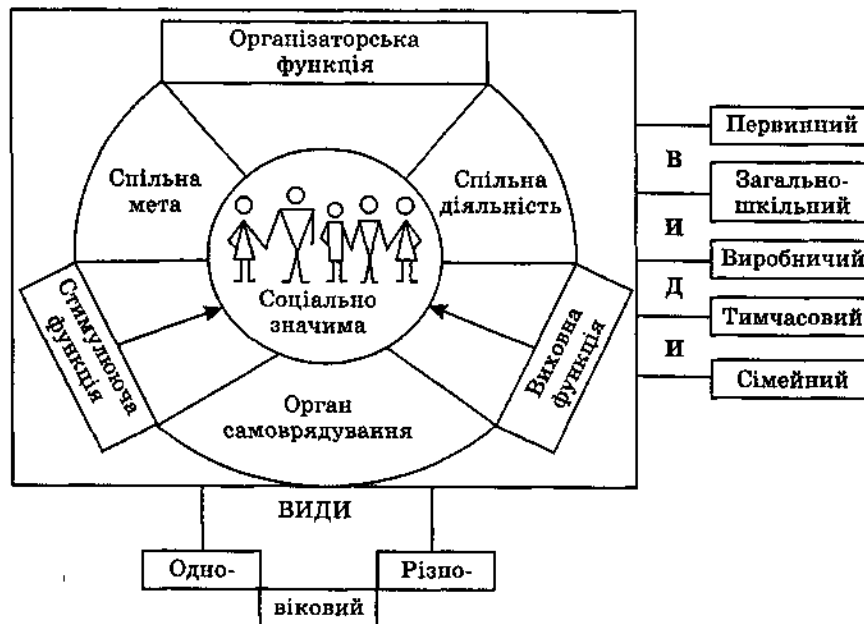 Організаторська
функція
Спільна
мета
Спільна
діяльність
Соціально
значима
Стимулююча
функція
Виховна
функція
Орган
самоврядування
ВИДИ
Одно-
Різно-
віковий
В
И
Д
И
Первинний
Загально-
шкільний
Виробничий
Тимчасовий
Сімейний